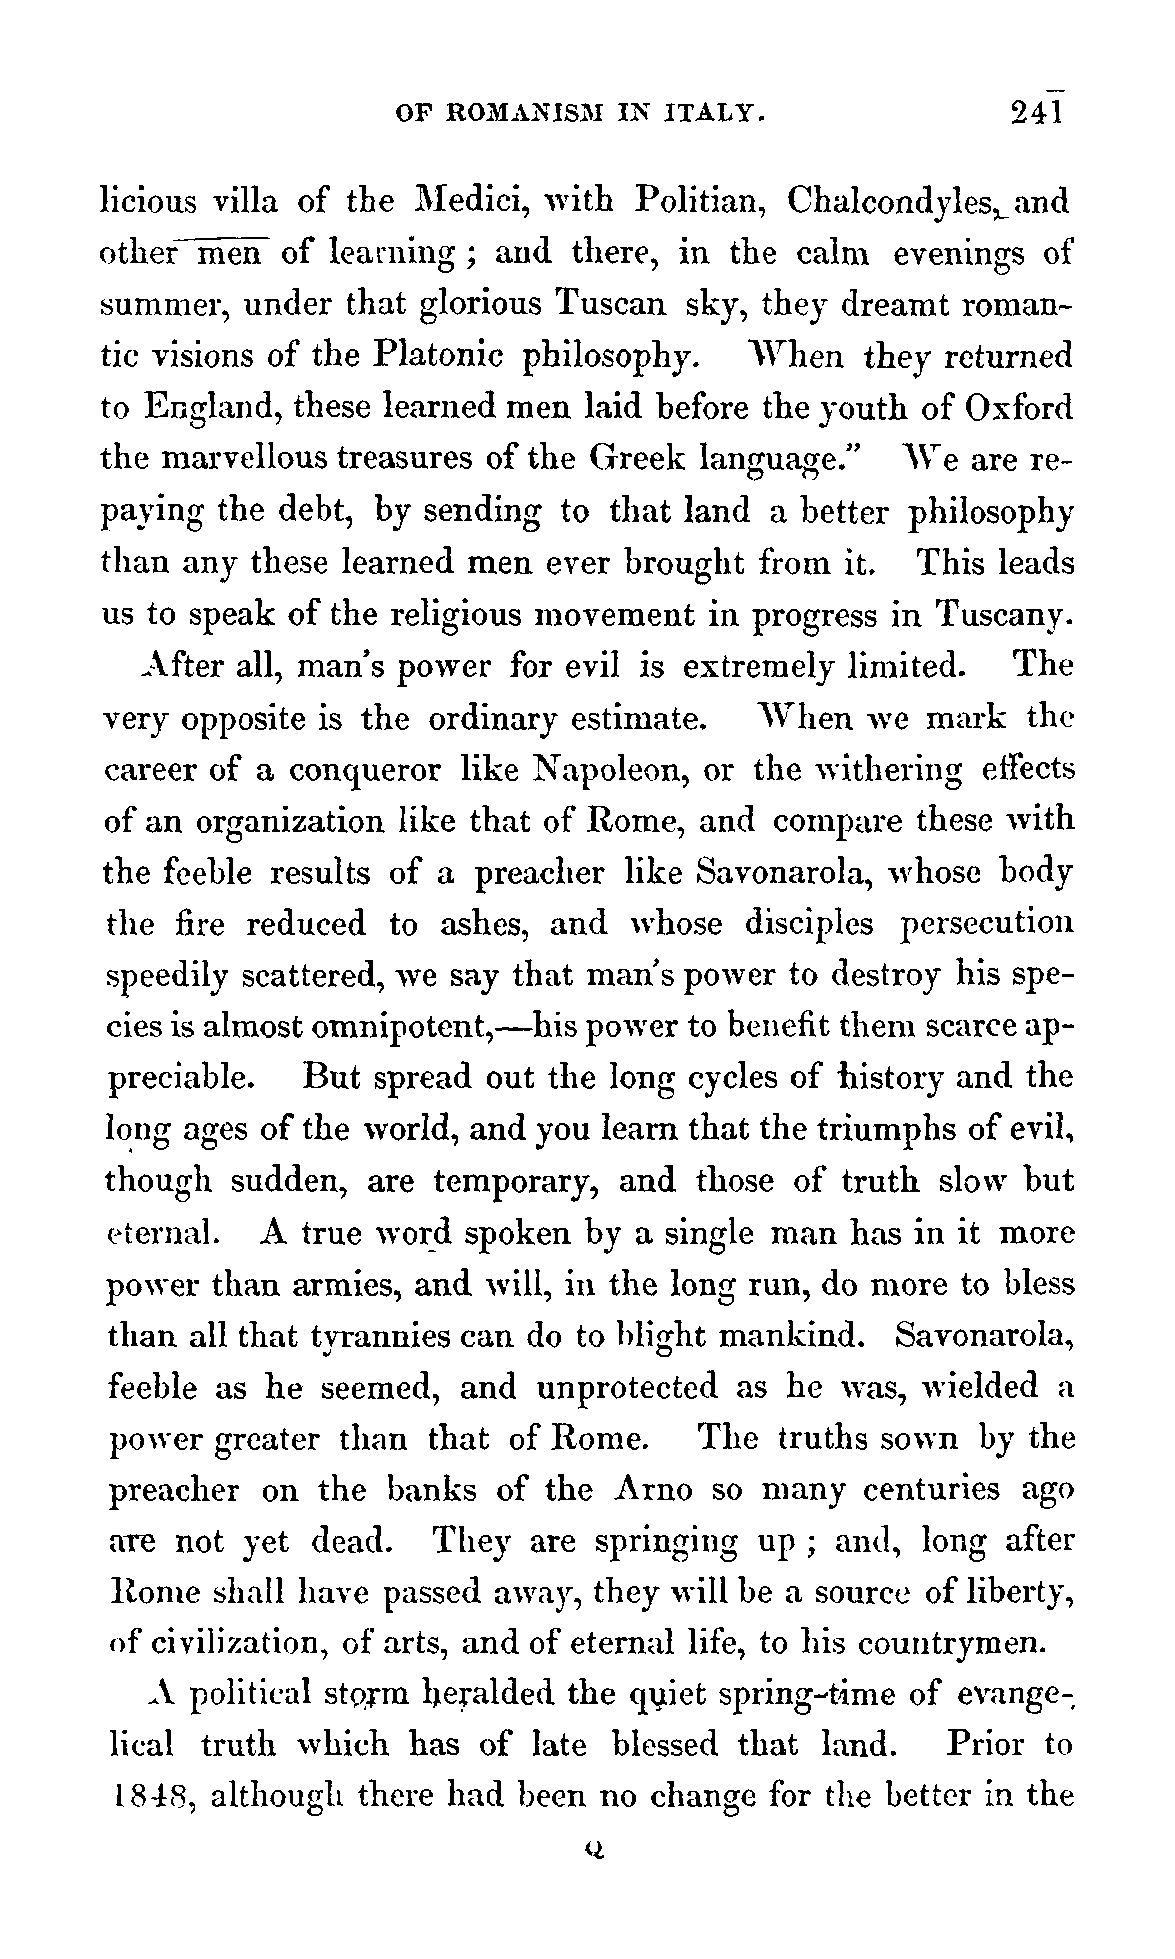 OF ROMANISM IN ITALY. 241
licious villa of the Medici, with Politian, Chalcondyles, and
other men of learning ; and there, in the calm evenings of
summer, under that glorious Tuscan sky, they dreamt roman-
tic visions of the Platonic philosophy. When they returned
to England, these learned men laid before the youth of Oxford
the marvellous treasures of the Greek language.” We are re-
paying the debt, by sending to that land a better philosophy
than any these learned men ever brought from it. This leads
us to speak of the religious movement in progress in Tuscany.
After all, man's power for evil is extremely limited. The
very opposite is the ordinary estimate. When we mark the
career of a conqueror like Napoleon, or the withering effects
of an organization like that of Rome, and compare these with
the feeble results of a preacher like Savonarola, whose body
the fire reduced to ashes, and whose disciples persecution
speedily scattered, we say that man's power to destroy his spe-
cies is almost omnipotent,—his power to benefit them scarce ap-
preciable. But spread out the long cycles of history and the
long ages of the world, and you learn that the triumphs of evil,
though sudden, are temporary, and those of truth slow but
eternal. A true word spoken by a single man has in it more
power than armies, and will, in the long run, do more to bless
than all that tyrannies can do to blight mankind. Savonarola,
feeble as he seemed, and unprotected as he was, wielded a
power greater than that of Rome. The truths sown by the
preacher on the banks of the Arno so many centuries ago
are not yet dead. They are springing up ; and, long after
Rome shall have passed away, they will be a source of liberty,
of civilization, of arts, and of eternal life, to his countrymen.
A political storm heralded the quiet spring-time of evange-
lical truth which has of late blessed that land. Prior to
1848, although there had been no change for the better in the
Q